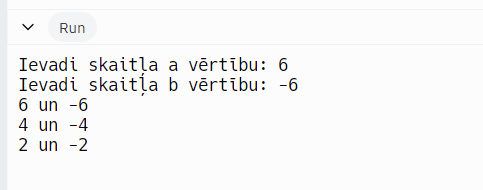 Run
Ievadi skaitļa a vērtību: 6
Ievadi skaitļa b vērtību: -6
6 un -6
4 un -4
2 un -2